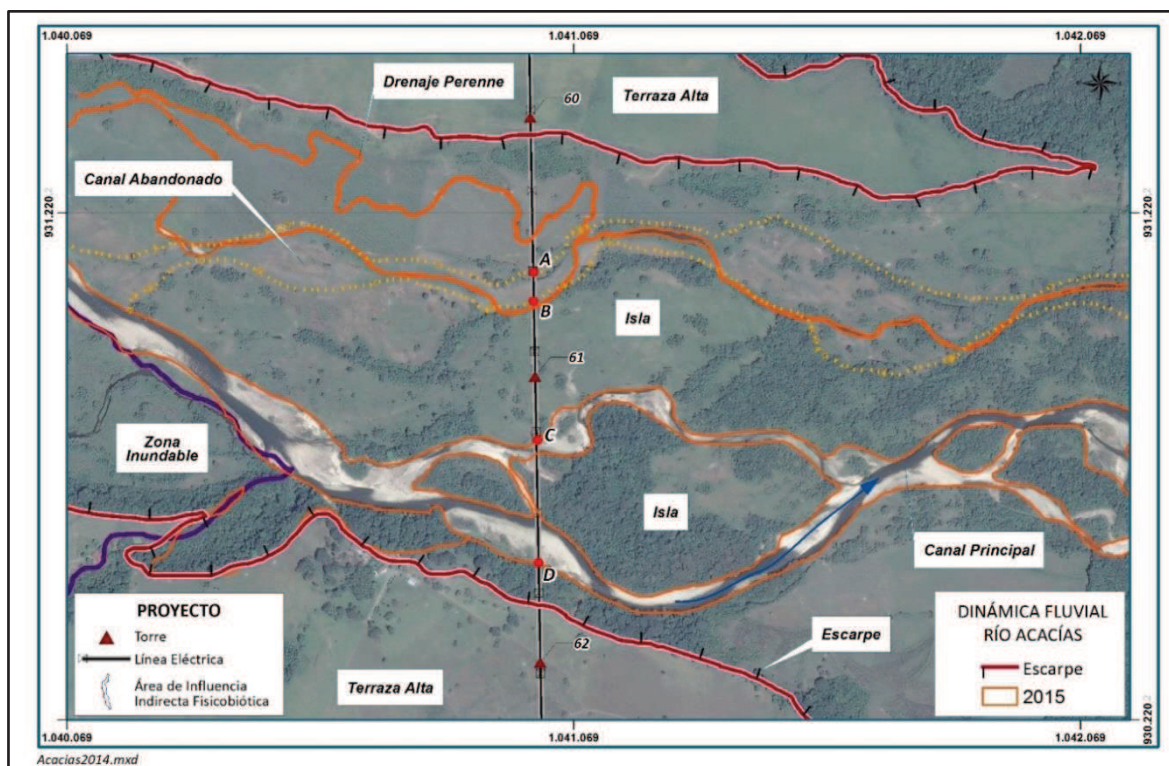 1.040.069
1.041.069
1.042.069
Drenaje Perenne
60
Terraza Alta
Canal Abandonado
931.220
931.220
A
B
Isla
61
C
Zona
Inundable
Isla
Canal Principal
D
PROYECTO
Torre
Línea Eléctrica
Área de Influencia
Indirecta Fisicobiótica
62
Terraza Alta
Escarpe
DINÁMICA FLUVIAL
RÍO ACACÍAS
Escarpe
2015
930.220
1.040.069
1.041.069
1.042.069
Acacias2014.mxd